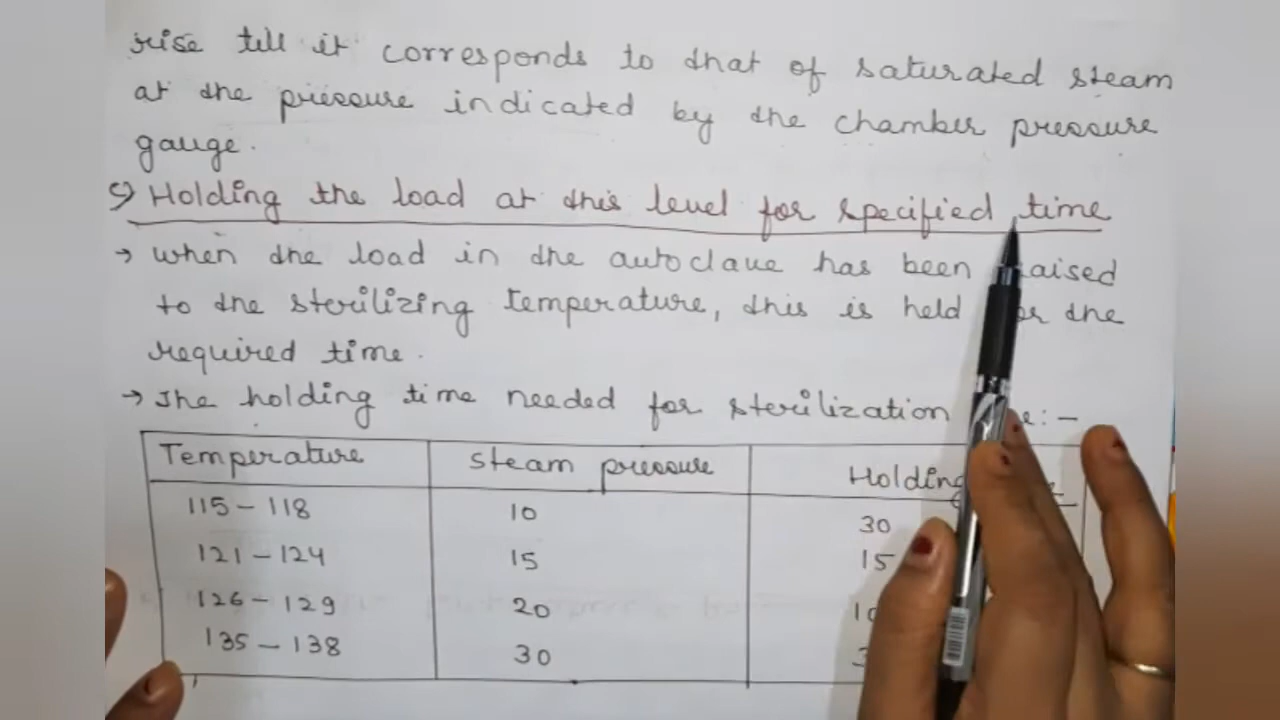 rise till it corresponds to that of saturated steam
at the pressure indicated by the chamber pressure
gauge.
c) Holding the load at this level for specified time
→ when the load in the autoclave has been raised
to the sterilizing temperature, this is held the
required time.
→ The holding time needed for sterilization :-
Temperature steam pressure Holding
115-118 10 30
121-124 15 15
126-129 20
135-138 30